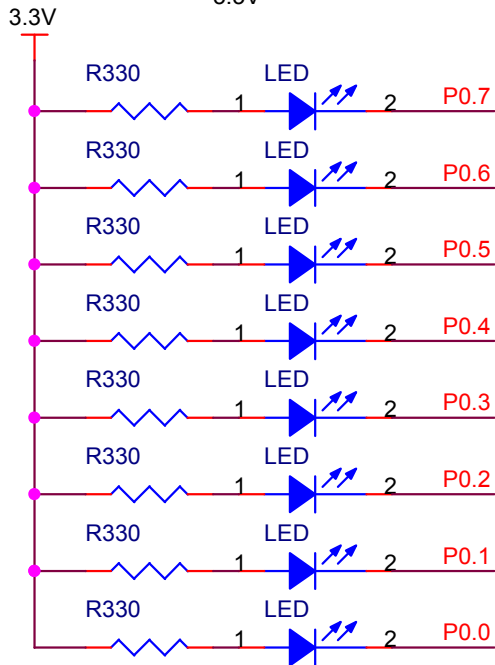 3.3V
R330 LED
1 2 P0.7
R330 LED
1 2 P0.6
R330 LED
1 2 P0.5
R330 LED
1 2 P0.4
R330 LED
1 2 P0.3
R330 LED
1 2 P0.2
R330 LED
1 2 P0.1
R330 LED
1 2 P0.0